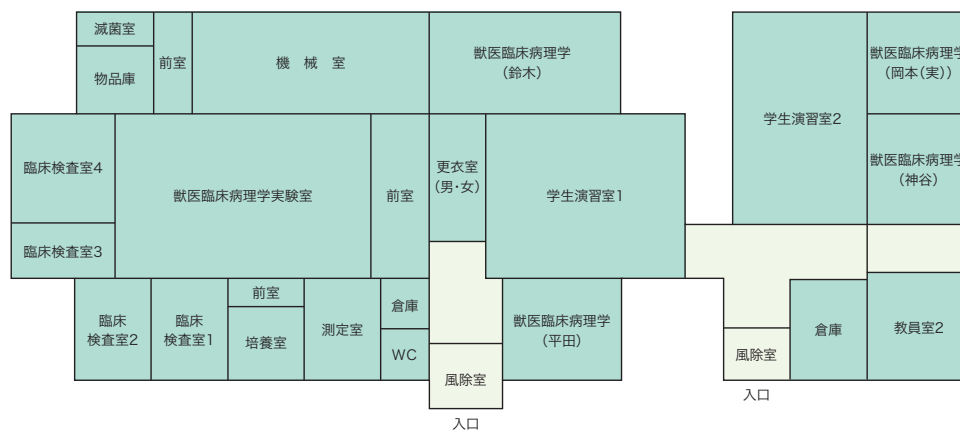 滅菌室
物品庫
前室
機 械 室
獣医臨床病理学
(鈴木)
学生演習室2
獣医臨床病理学
(岡本(実))
獣医臨床病理学
(神谷)
臨床検査室4
臨床検査室3
獣医臨床病理学実験室
前室
更衣室
(男・女)
学生演習室1
臨床
検査室2
臨床
検査室1
前室
培養室
測定室
倉庫
WC
風除室
入口
獣医臨床病理学
(平田)
風除室
入口
倉庫
教員室2